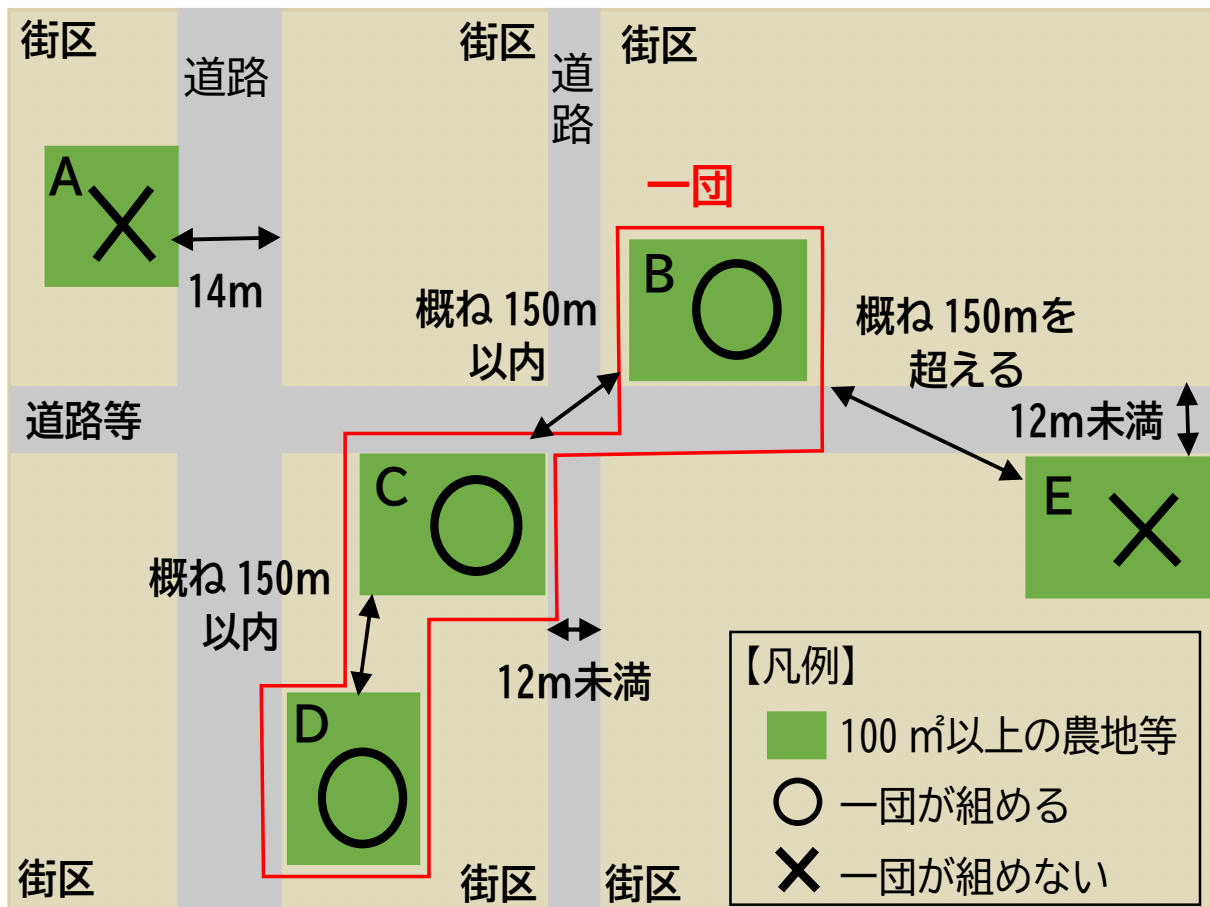 街区
街区
街区
道路
道路
A
14m
一団
B
概ね 150m
以内
概ね 150mを
超える
道路等
12m未満
C
E
概ね 150m
以内
12m未満
D
【凡例】
100 ㎡以上の農地等
一団が組める
一団が組めない
街区
街区
街区